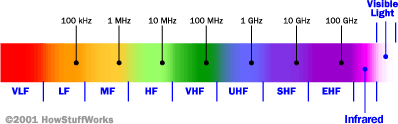 Visible
Light
100 kHz 1 MHz 10 MHz 100 MHz 1 GHz 10 GHz 100 GHz
VLF LF MF HF VHF UHF SHF EHF
Infrared
©2001 HowStuffWorks